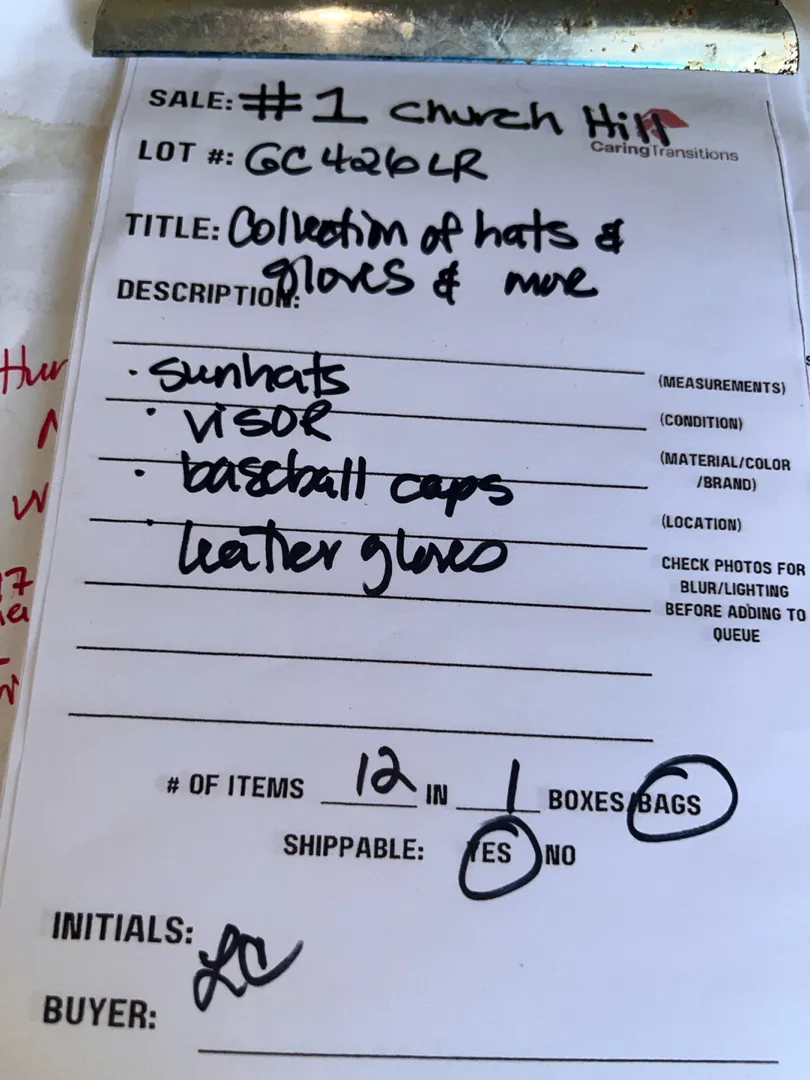 SALE: #1 Church Hill
CaringTransitions
LOT #: GC426LR
TITLE: Collection of hats &
gloves & more
DESCRIPTION:
· sunhats
(MEASUREMENTS)
· VISOR
(CONDITION)
· baseball caps
(MATERIAL/COLOR
/BRAND)
· leather gloves
(LOCATION)
CHECK PHOTOS FOR
BLUR/LIGHTING
BEFORE ADDING TO
QUEUE
# OF ITEMS 12 IN 1 BOXES/BAGS
SHIPPABLE: YES NO
INITIALS: LC
BUYER: